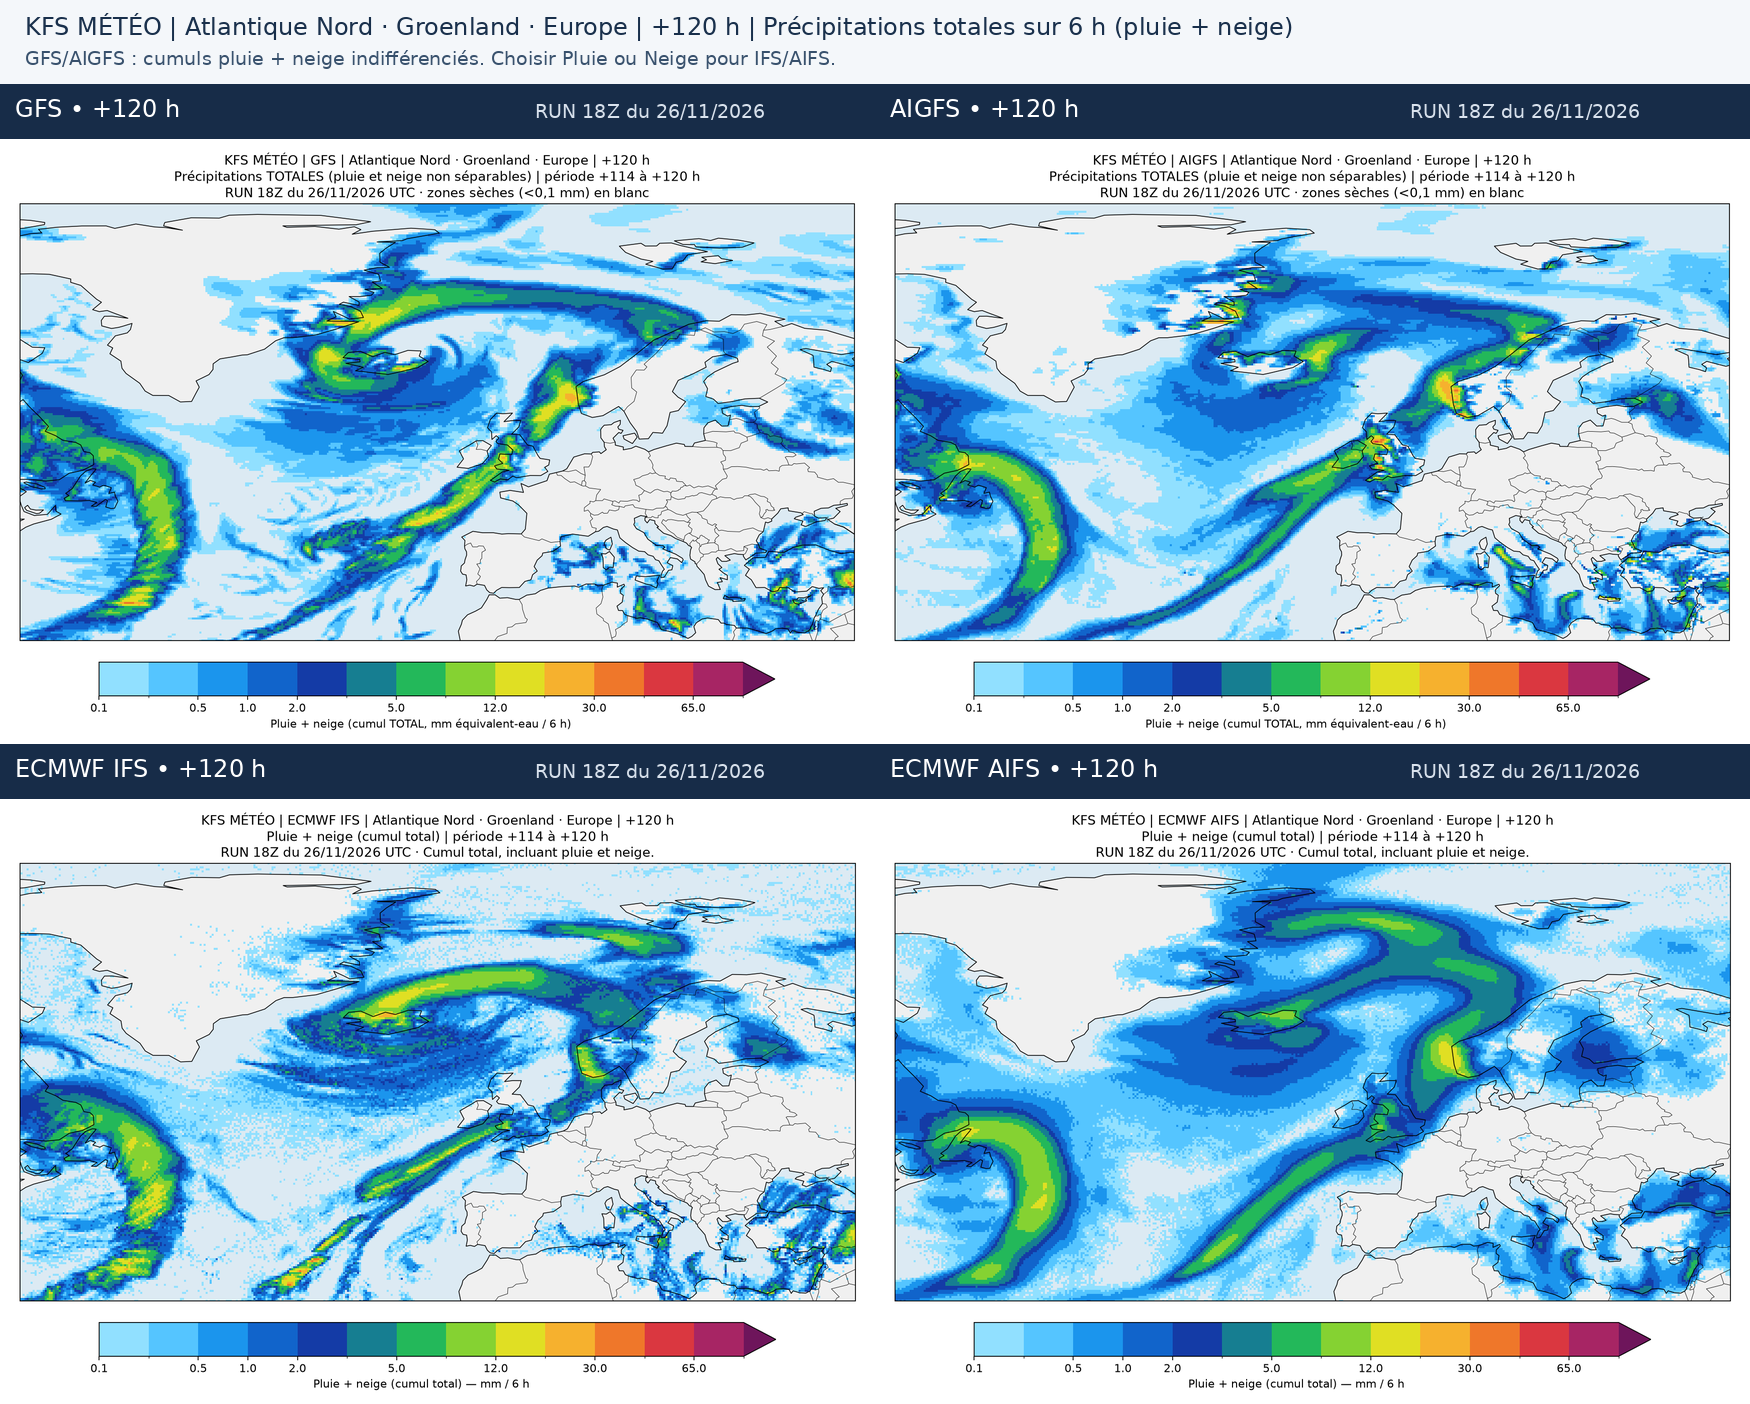 KFS MÉTÉO | Atlantique Nord · Groenland · Europe | +120 h | Précipitations totales sur 6 h (pluie + neige)
GFS/AIGFS : cumuls pluie + neige indifférenciés. Choisir Pluie ou Neige pour IFS/AIFS.
GFS • +120 h RUN 18Z du 26/11/2026
AIGFS • +120 h RUN 18Z du 26/11/2026
KFS MÉTÉO | GFS | Atlantique Nord · Groenland · Europe | +120 h
Précipitations TOTALES (pluie et neige non séparables) | période +114 à +120 h
RUN 18Z du 26/11/2026 UTC · zones sèches (<0,1 mm) en blanc
KFS MÉTÉO | AIGFS | Atlantique Nord · Groenland · Europe | +120 h
Précipitations TOTALES (pluie et neige non séparables) | période +114 à +120 h
RUN 18Z du 26/11/2026 UTC · zones sèches (<0,1 mm) en blanc
0.1 0.5 1.0 2.0 5.0 12.0 30.0 65.0
Pluie + neige (cumul TOTAL, mm équivalent-eau / 6 h)
0.1 0.5 1.0 2.0 5.0 12.0 30.0 65.0
Pluie + neige (cumul TOTAL, mm équivalent-eau / 6 h)
ECMWF IFS • +120 h RUN 18Z du 26/11/2026
ECMWF AIFS • +120 h RUN 18Z du 26/11/2026
KFS MÉTÉO | ECMWF IFS | Atlantique Nord · Groenland · Europe | +120 h
Pluie + neige (cumul total) | période +114 à +120 h
RUN 18Z du 26/11/2026 UTC · Cumul total, incluant pluie et neige.
KFS MÉTÉO | ECMWF AIFS | Atlantique Nord · Groenland · Europe | +120 h
Pluie + neige (cumul total) | période +114 à +120 h
RUN 18Z du 26/11/2026 UTC · Cumul total, incluant pluie et neige.
0.1 0.5 1.0 2.0 5.0 12.0 30.0 65.0
Pluie + neige (cumul total) — mm / 6 h
0.1 0.5 1.0 2.0 5.0 12.0 30.0 65.0
Pluie + neige (cumul total) — mm / 6 h